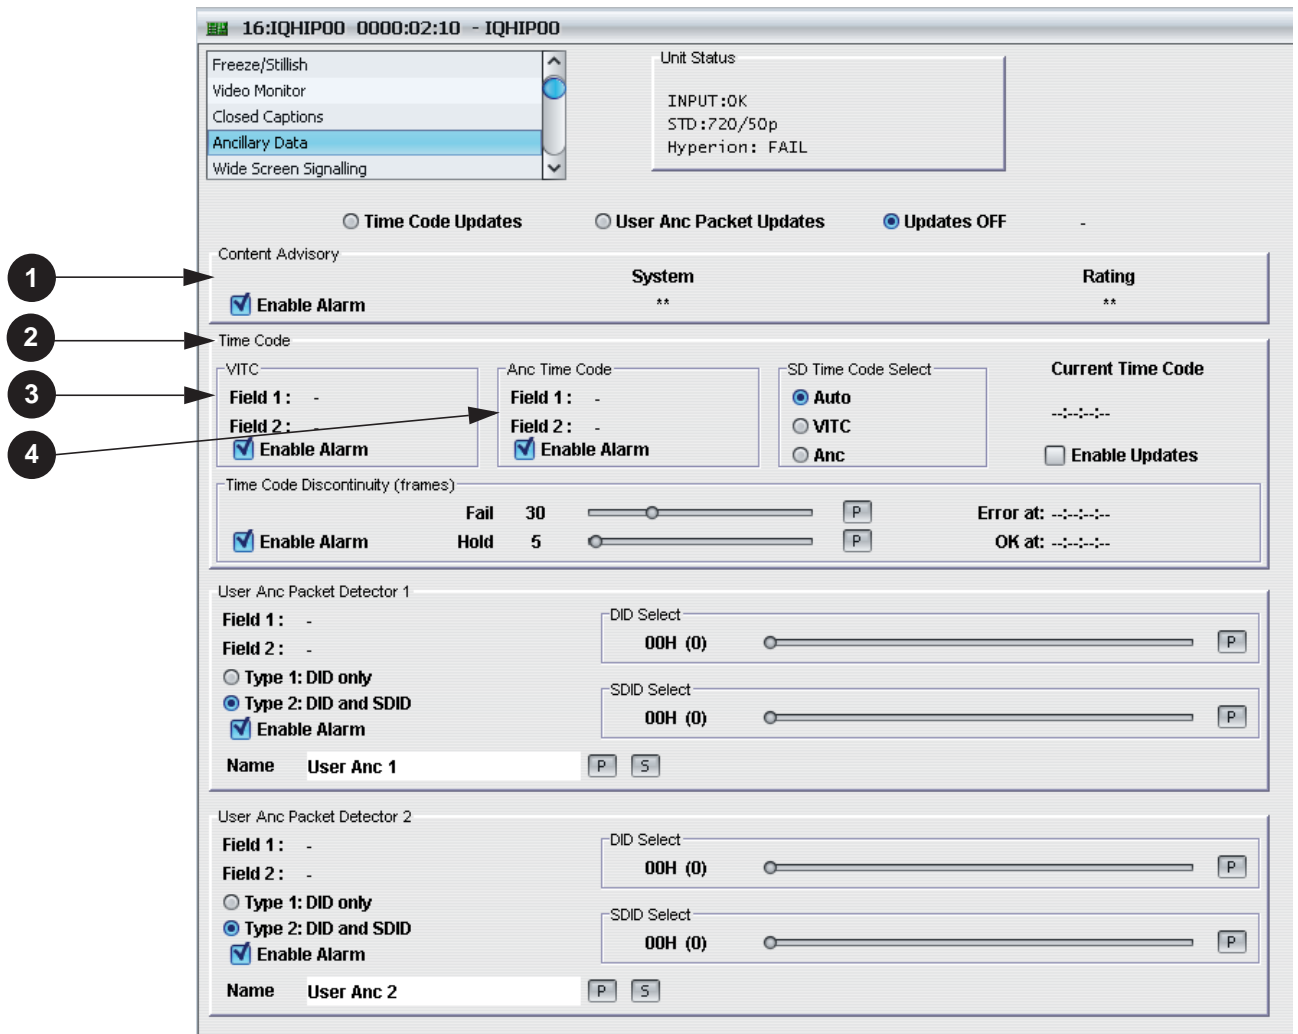 16:IQHIP00 0000:02:10 - IQHIP00
Freeze/Stillish
Video Monitor
Closed Captions
Ancillary Data
Wide Screen Signalling
Unit Status
INPUT:OK
STD:720/50p
Hyperion: FAIL
Time Code Updates User Anc Packet Updates Updates OFF -
1
Content Advisory
System Rating
Enable Alarm ** **
2
Time Code
3
VITC
Field 1: -
Field 2: -
Enable Alarm
4
Anc Time Code
Field 1: -
Field 2: -
Enable Alarm
SD Time Code Select
Auto
VITC
Anc
Current Time Code
--:--:--:--
Enable Updates
Time Code Discontinuity (frames)
Fail 30 P Error at: --:--:--:--
Enable Alarm Hold 5 P OK at: --:--:--:--
User Anc Packet Detector 1
Field 1: -
Field 2: -
Type 1: DID only
Type 2: DID and SDID
Enable Alarm
DID Select
00H (0) P
SDID Select
00H (0) P
Name User Anc 1 P S
User Anc Packet Detector 2
Field 1: -
Field 2: -
Type 1: DID only
Type 2: DID and SDID
Enable Alarm
DID Select
00H (0) P
SDID Select
00H (0) P
Name User Anc 2 P S